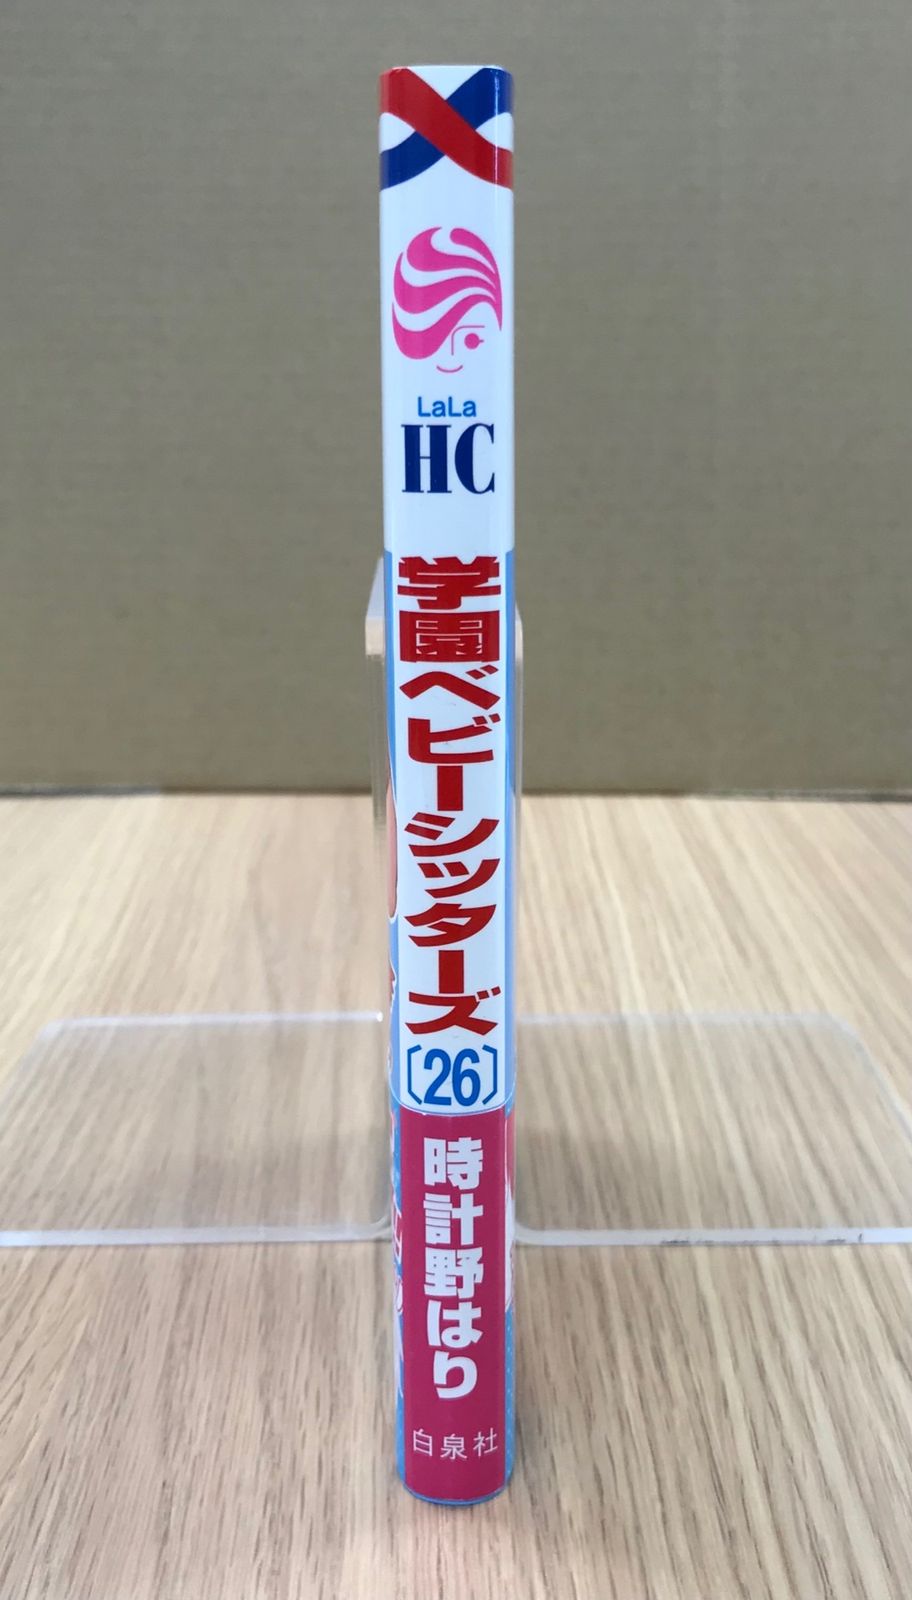 LaLa
HC
学園ベビーシッターズ
〔26〕
時計野はり
白泉社